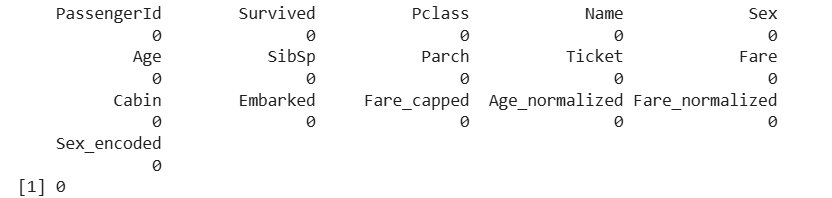 PassengerId Survived Pclass Name Sex
0 0 0 0 0
Age SibSp Parch Ticket Fare
0 0 0 0 0
Cabin Embarked Fare_capped Age_normalized Fare_normalized
0 0 0 0 0
Sex_encoded
0
[1] 0